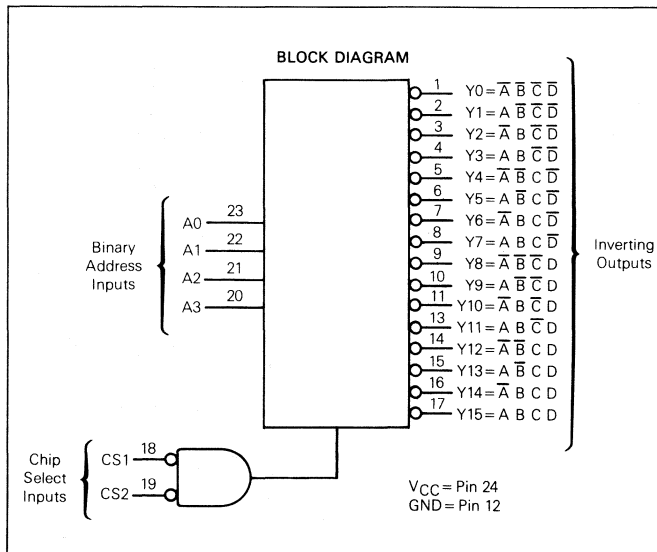 BLOCK DIAGRAM
1 Y0 = A̅ B̅ C̅ D̅
2 Y1 = A B̅ C̅ D̅
3 Y2 = A̅ B C̅ D̅
4 Y3 = A B C̅ D̅
5 Y4 = A̅ B̅ C D̅
6 Y5 = A B̅ C D̅
7 Y6 = A̅ B C D̅
8 Y7 = A B C D̅
9 Y8 = A̅ B̅ C̅ D
10 Y9 = A B̅ C̅ D
11 Y10 = A̅ B C̅ D
13 Y11 = A B C̅ D
14 Y12 = A̅ B̅ C D
15 Y13 = A B̅ C D
16 Y14 = A̅ B C D
17 Y15 = A B C D
Inverting
Outputs
Binary
Address
Inputs
A0 23
A1 22
A2 21
A3 20
Chip
Select
Inputs
CS1 18
CS2 19
VCC = Pin 24
GND = Pin 12